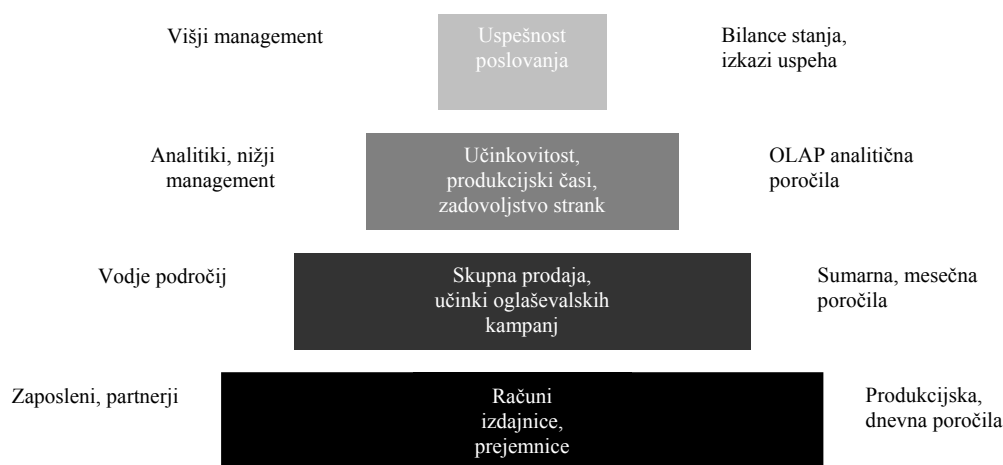 Višji management
Uspešnost
poslovanja
Bilance stanja,
izkazi uspeha
Analitiki, nižji
management
Učinkovitost,
produkcijski časi,
zadovoljstvo strank
OLAP analitična
poročila
Vodje področij
Skupna prodaja,
učinki oglaševalskih
kampanj
Sumarna, mesečna
poročila
Zaposleni, partnerji
Računi
izdajnice,
prejemnice
Produkcijska,
dnevna poročila